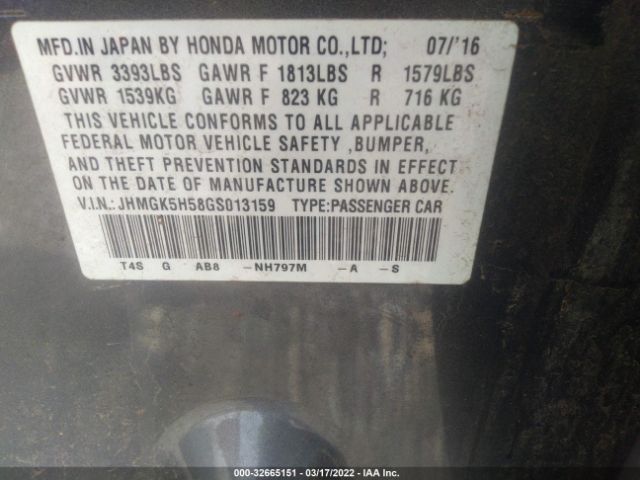 MFD.IN JAPAN BY HONDA MOTOR CO.,LTD; 07/'16
GVWR 3393LBS GAWR F 1813LBS R 1579LBS
GVWR 1539KG GAWR F 823 KG R 716 KG
THIS VEHICLE CONFORMS TO ALL APPLICABLE
FEDERAL MOTOR VEHICLE SAFETY ,BUMPER,
AND THEFT PREVENTION STANDARDS IN EFFECT
ON THE DATE OF MANUFACTURE SHOWN ABOVE.
V.I.N.: JHMGK5H58GS013159 TYPE:PASSENGER CAR
T4S G AB8 -NH797M -A -S
000-32665151 | 03/17/2022 | IAA Inc.